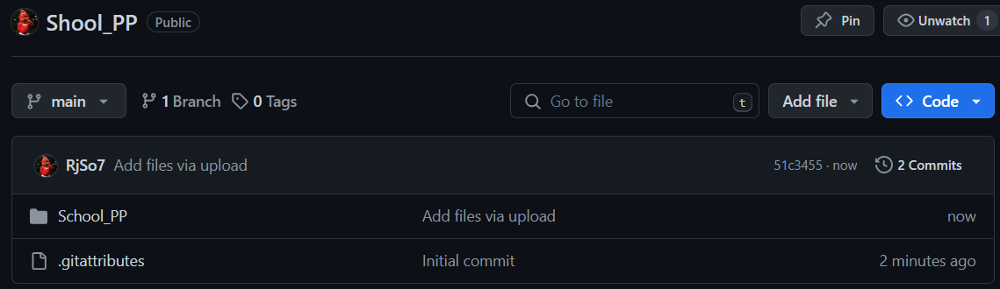 Shool_PP Public Pin Unwatch 1
main 1 Branch 0 Tags Go to file t Add file Code
RjSo7 Add files via upload 51c3455 · now 2 Commits
School_PP Add files via upload now
.gitattributes Initial commit 2 minutes ago